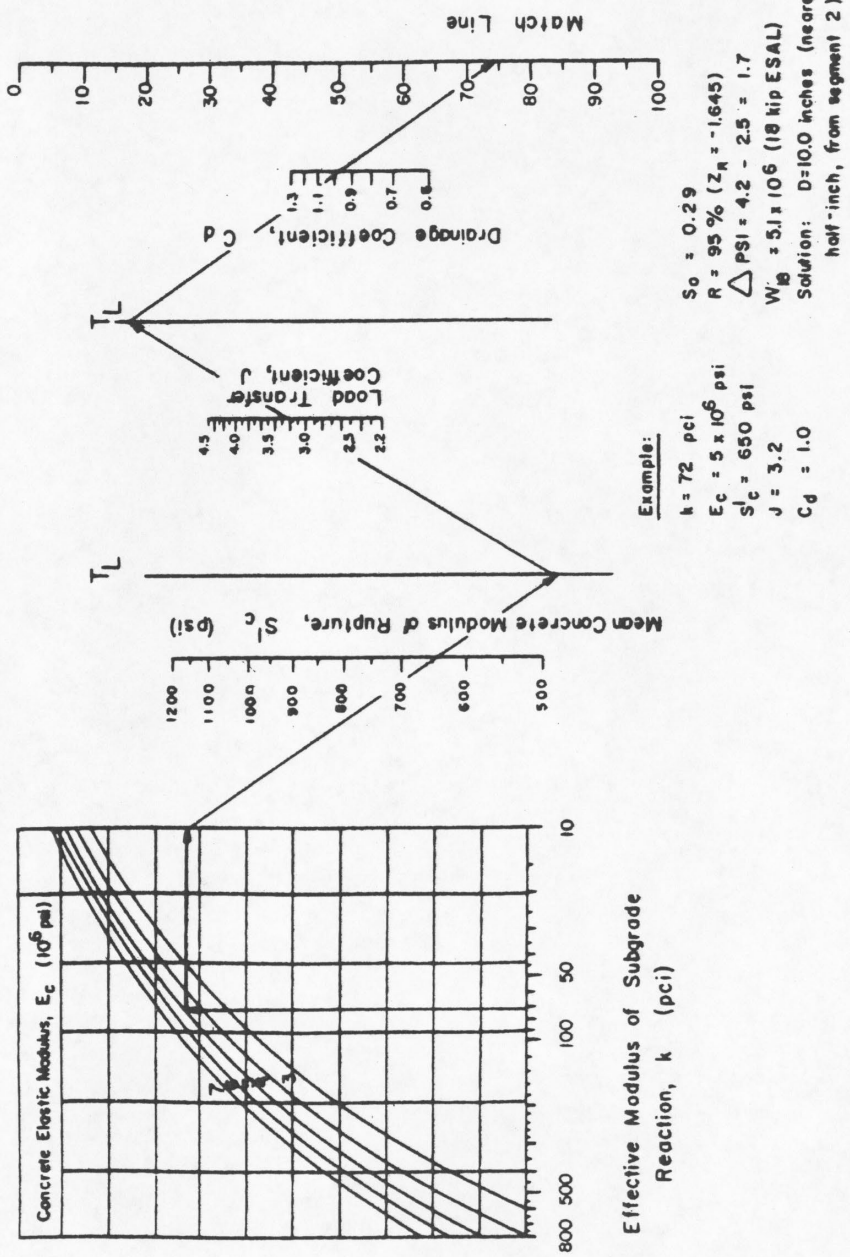 Concrete Elastic Modulus, Ec (10⁶ psi)
7
3
800
500
100
50
10
Effective Modulus of Subgrade
Reaction, k (pci)
1200
1100
1000
900
800
700
600
500
Mean Concrete Modulus of Rupture, S'c (psi)
TL
4.5
4.0
3.5
3.0
2.5
2.2
Load Transfer
Coefficient, J
TL
1.3
1.1
0.9
0.7
Drainage Coefficient,
Cd
0
10
20
30
40
50
60
70
80
90
100
Match Line
Example:
k = 72 pci
Ec = 5 x 10⁶ psi
S'c = 650 psi
J = 3.2
Cd = 1.0
So = 0.29
R = 95 % (ZR = -1.645)
△ PSI = 4.2 - 2.5 = 1.7
W18 = 5.1 x 10⁶ (18 kip ESAL)
Solution: D=10.0 inches (neare
half-inch, from segment 2)